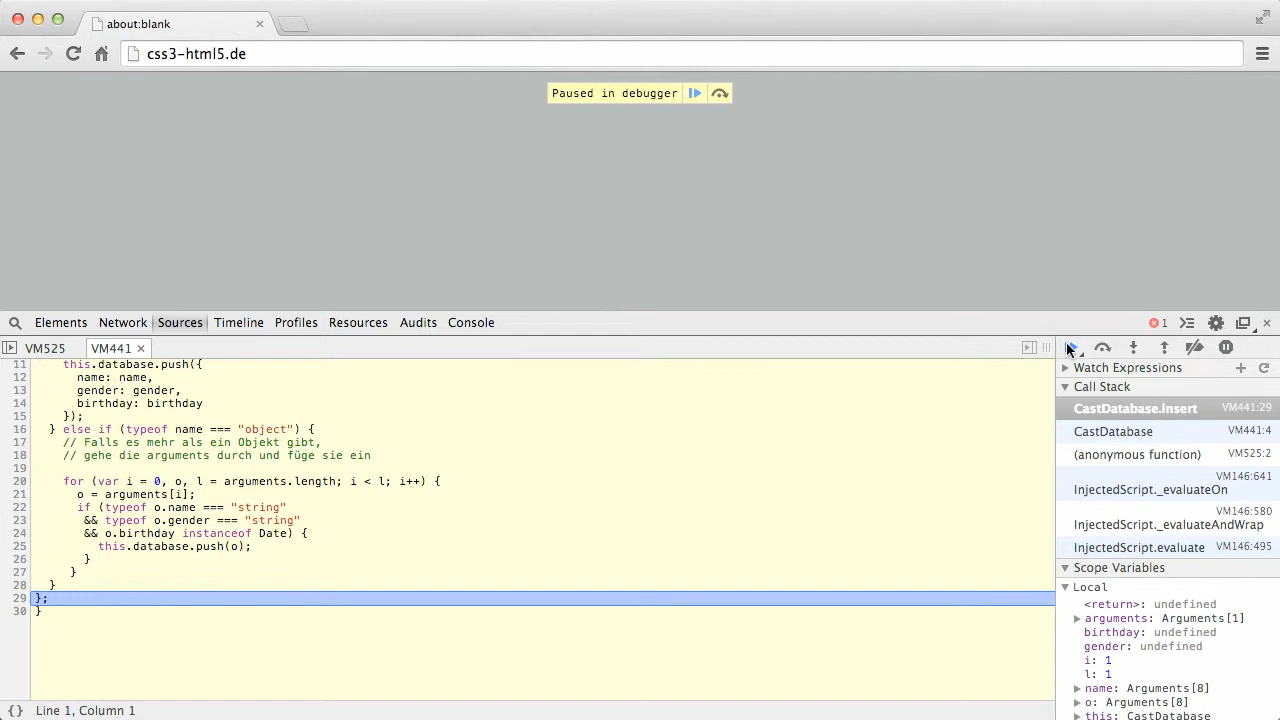 about:blank
css3-html5.de
Paused in debugger
Elements Network Sources Timeline Profiles Resources Audits Console 1
VM525 VM441
11 this.database.push({
12 name: name,
13 gender: gender,
14 birthday: birthday
15 });
16 } else if (typeof name === "object") {
17 // Falls es mehr als ein Objekt gibt,
18 // gehe die arguments durch und füge sie ein
19
20 for (var i = 0, o, l = arguments.length; i < l; i++) {
21 o = arguments[i];
22 if (typeof o.name === "string"
23 && typeof o.gender === "string"
24 && o.birthday instanceof Date) {
25 this.database.push(o);
26 }
27 }
28 }
29 };
30 }
{} Line 1, Column 1
Watch Expressions
Call Stack
CastDatabase.insert VM441:29
CastDatabase VM441:4
(anonymous function) VM525:2
VM146:641
InjectedScript._evaluateOn
VM146:580
InjectedScript._evaluateAndWrap
InjectedScript.evaluate VM146:495
Scope Variables
Local
<return>: undefined
arguments: Arguments[1]
birthday: undefined
gender: undefined
i: 1
l: 1
name: Arguments[8]
o: Arguments[8]
this: CastDatabase